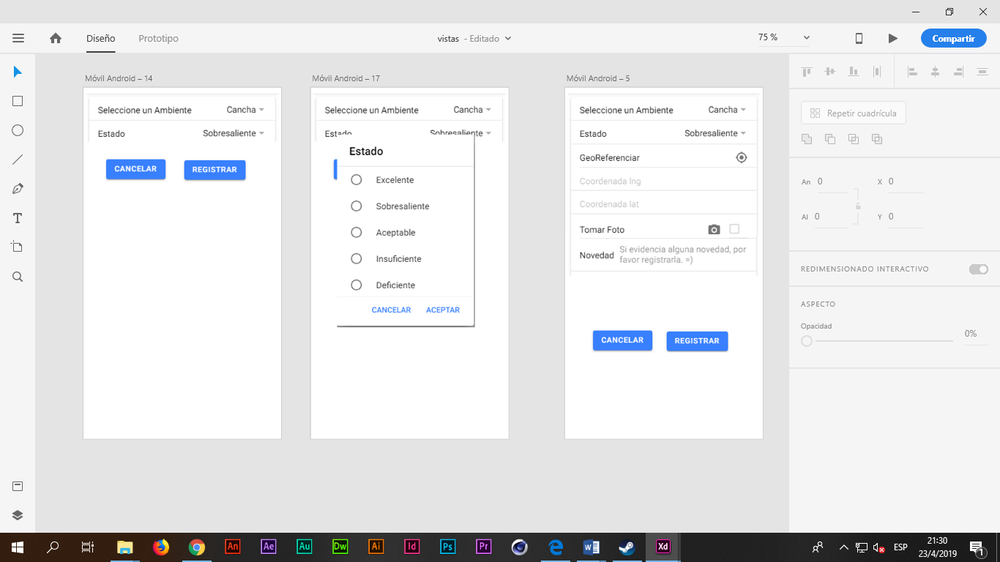 Diseño
Prototipo
vistas - Editado
75 %
Compartir
Móvil Android – 14
Seleccione un Ambiente
Cancha
Estado
Sobresaliente
CANCELAR
REGISTRAR
Móvil Android – 17
Seleccione un Ambiente
Cancha
Estado
Sobresaliente
Estado
Excelente
Sobresaliente
Aceptable
Insuficiente
Deficiente
CANCELAR
ACEPTAR
Móvil Android – 5
Seleccione un Ambiente
Cancha
Estado
Sobresaliente
GeoReferenciar
Coordenada lng
Coordenada lat
Tomar Foto
Novedad
Si evidencia alguna novedad, por
favor registrarla. =)
CANCELAR
REGISTRAR
Repetir cuadrícula
An 0
X 0
Al 0
Y 0
REDIMENSIONADO INTERACTIVO
ASPECTO
Opacidad
0%
An
Ae
Au
Dw
Ai
Id
Ps
Pr
Xd
ESP
21:30
23/4/2019
1